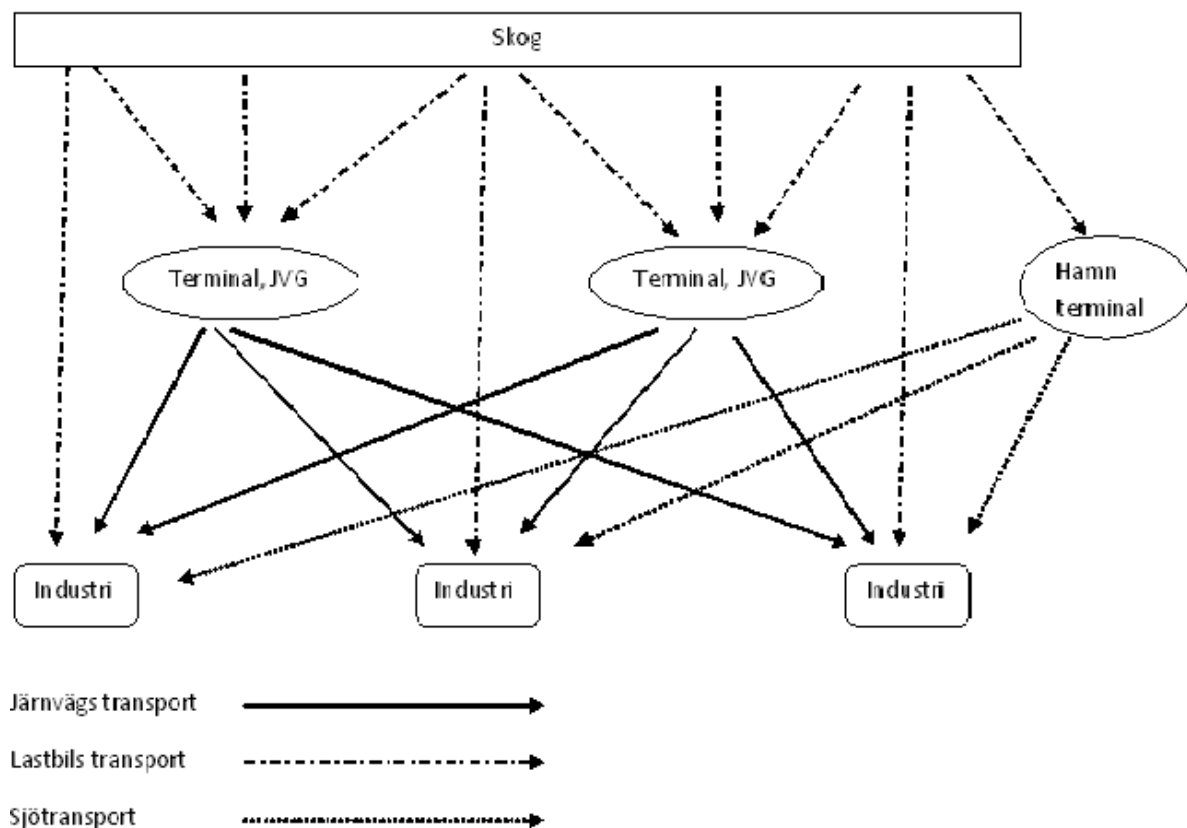 Skog
Terminal, JVG
Terminal, JVG
Hamn
terminal
Industri
Industri
Industri
Järnvägs transport
Lastbils transport
Sjötransport